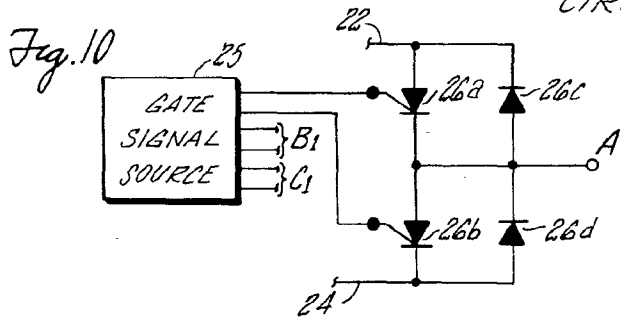 Fig. 10
22
25
GATE
SIGNAL
SOURCE
B1
C1
26a
26c
A
26b
26d
24